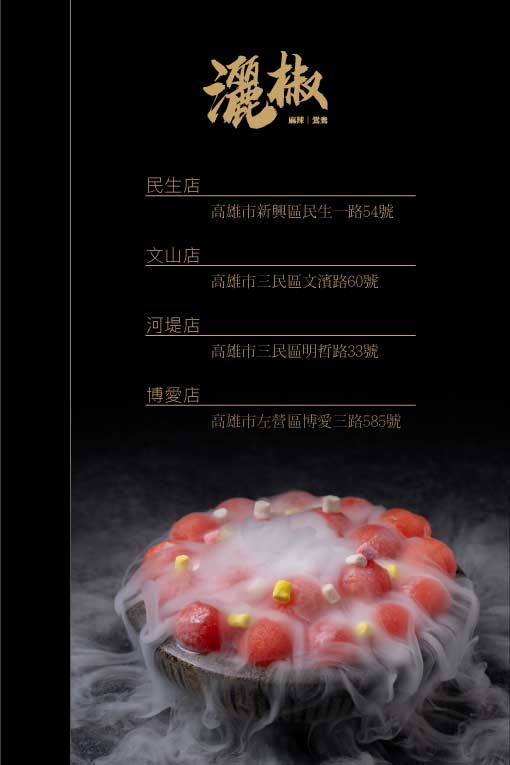 灑椒
麻辣｜鴛鴦
民生店
高雄市新興區民生一路54號
文山店
高雄市三民區文濱路60號
河堤店
高雄市三民區明哲路33號
博愛店
高雄市左營區博愛三路585號